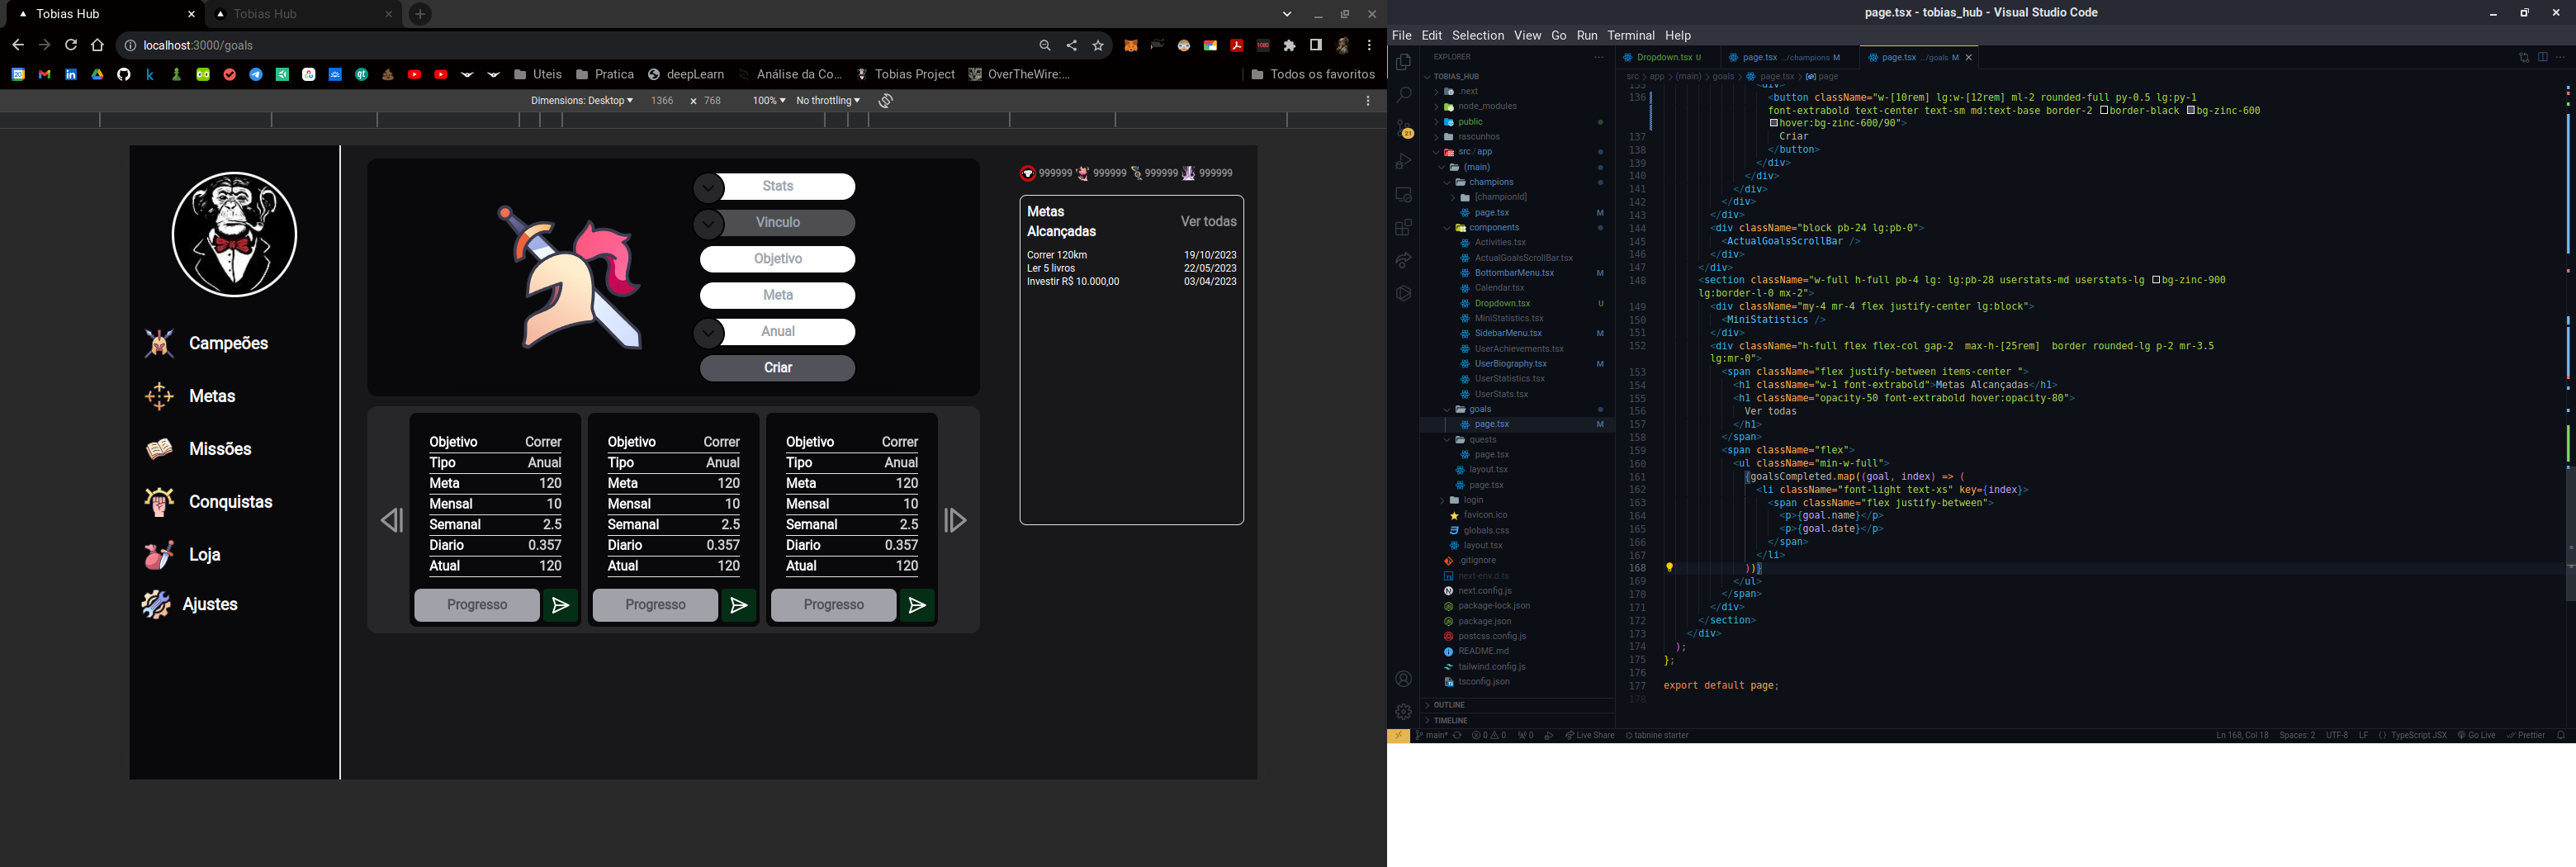 Tobias Hub
Tobias Hub
localhost:3000/goals
Uteis
Pratica
deepLearn
Análise da Co...
Tobias Project
OverTheWire:...
Todos os favoritos
Dimensions: Desktop
1366 × 768
100%
No throttling
Campeões
Metas
Missões
Conquistas
Loja
Ajustes
Stats
Vinculo
Objetivo
Meta
Anual
Criar
999999 999999 999999 999999
Metas
Alcançadas
Ver todas
Correr 120km 19/10/2023
Ler 5 livros 22/05/2023
Investir R$ 10.000,00 03/04/2023
Objetivo Correr
Tipo Anual
Meta 120
Mensal 10
Semanal 2.5
Diario 0.357
Atual 120
Progresso
Objetivo Correr
Tipo Anual
Meta 120
Mensal 10
Semanal 2.5
Diario 0.357
Atual 120
Progresso
Objetivo Correr
Tipo Anual
Meta 120
Mensal 10
Semanal 2.5
Diario 0.357
Atual 120
Progresso
page.tsx - tobias_hub - Visual Studio Code
File Edit Selection View Go Run Terminal Help
EXPLORER
TOBIAS_HUB
.next
node_modules
public
rascunhos
src / app
(main)
champions
[championId]
page.tsx M
components
Activities.tsx
ActualGoalsScrollBar.tsx
BottombarMenu.tsx M
Calendar.tsx
Dropdown.tsx U
MiniStatistics.tsx
SidebarMenu.tsx M
UserAchievements.tsx
UserBiography.tsx M
UserStatistics.tsx
UserStats.tsx
goals
page.tsx M
quests
page.tsx
layout.tsx
page.tsx
login
favicon.ico
globals.css
layout.tsx
.gitignore
next-env.d.ts
next.config.js
package-lock.json
package.json
postcss.config.js
README.md
tailwind.config.js
tsconfig.json
OUTLINE
TIMELINE
21
Dropdown.tsx U
page.tsx .../champions M
page.tsx .../goals M
src > app > (main) > goals > page.tsx > page
135 <div>
136 <button className="w-[10rem] lg:w-[12rem] ml-2 rounded-full py-0.5 lg:py-1
font-extrabold text-center text-sm md:text-base border-2 border-black bg-zinc-600
hover:bg-zinc-600/90">
137 Criar
138 </button>
139 </div>
140 </div>
141 </div>
142 </div>
143 </div>
144 <div className="block pb-24 lg:pb-0">
145 <ActualGoalsScrollBar />
146 </div>
147 </div>
148 <section className="w-full h-full pb-4 lg: lg:pb-28 userstats-md userstats-lg bg-zinc-900
lg:border-l-0 mx-2">
149 <div className="my-4 mr-4 flex justify-center lg:block">
150 <MiniStatistics />
151 </div>
152 <div className="h-full flex flex-col gap-2  max-h-[25rem]  border rounded-lg p-2 mr-3.5
lg:mr-0">
153 <span className="flex justify-between items-center ">
154 <h1 className="w-1 font-extrabold">Metas Alcançadas</h1>
155 <h1 className="opacity-50 font-extrabold hover:opacity-80">
156 Ver todas
157 </h1>
158 </span>
159 <span className="flex">
160 <ul className="min-w-full">
161 {goalsCompleted.map((goal, index) => (
162 <li className="font-light text-xs" key={index}>
163 <span className="flex justify-between">
164 <p>{goal.name}</p>
165 <p>{goal.date}</p>
166 </span>
167 </li>
168 ))}
169 </ul>
170 </span>
171 </div>
172 </section>
173 </div>
174 );
175 };
176
177 export default page;
178
main*
0 0
0
Live Share
tabnine starter
Ln 168, Col 18
Spaces: 2
UTF-8
LF
TypeScript JSX
Go Live
Prettier